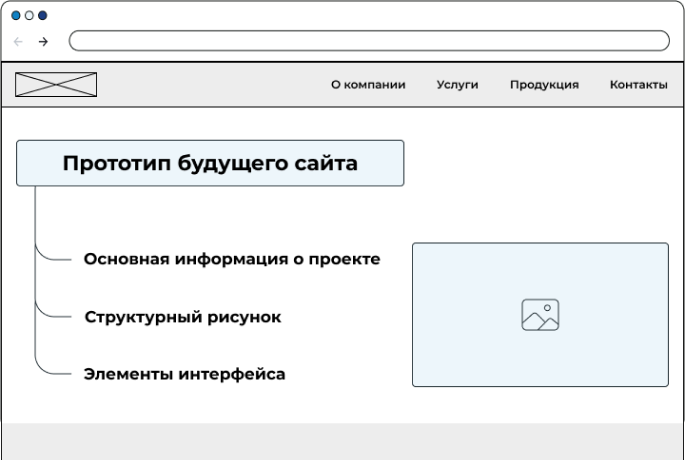 О компании
Услуги
Продукция
Контакты
Прототип будущего сайта
Основная информация о проекте
Структурный рисунок
Элементы интерфейса